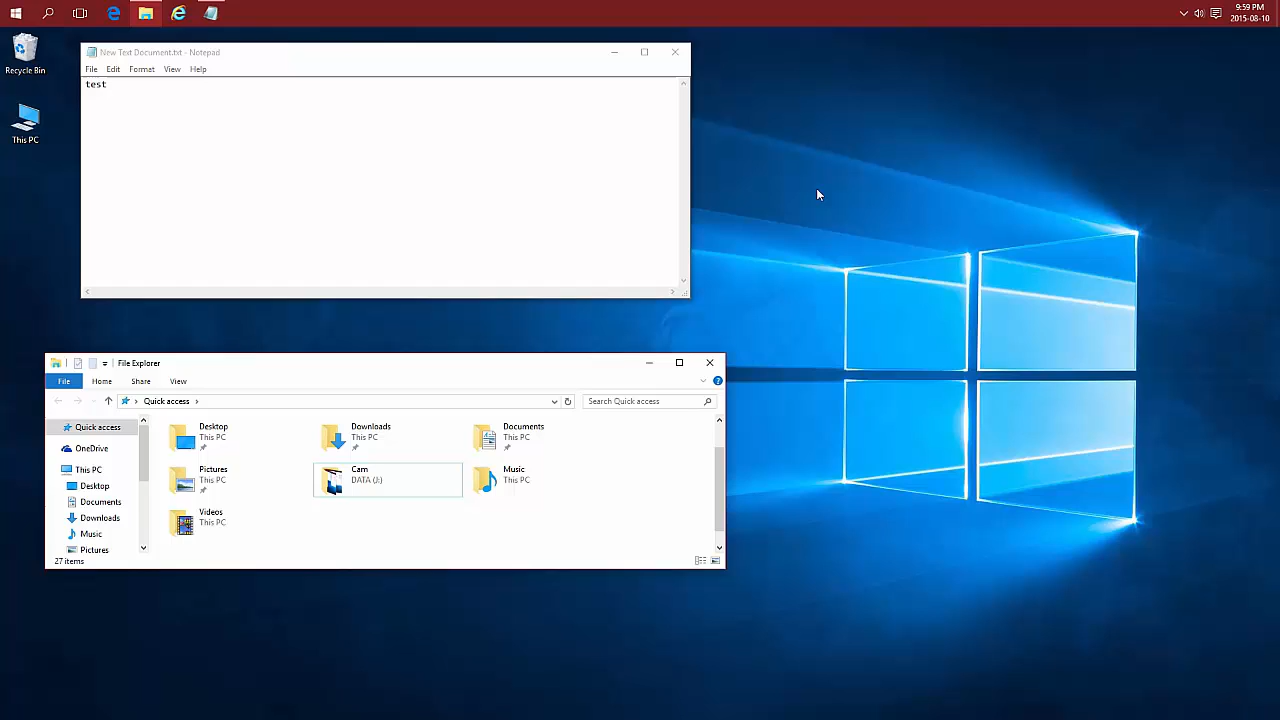 9:59 PM
2015-08-10
Recycle Bin
This PC
New Text Document.txt - Notepad
File Edit Format View Help
test
File Explorer
File Home Share View
Quick access
Search Quick access
Quick access
OneDrive
This PC
Desktop
Documents
Downloads
Music
Pictures
Desktop
This PC
Downloads
This PC
Documents
This PC
Pictures
This PC
Cam
DATA (J:)
Music
This PC
Videos
This PC
27 items